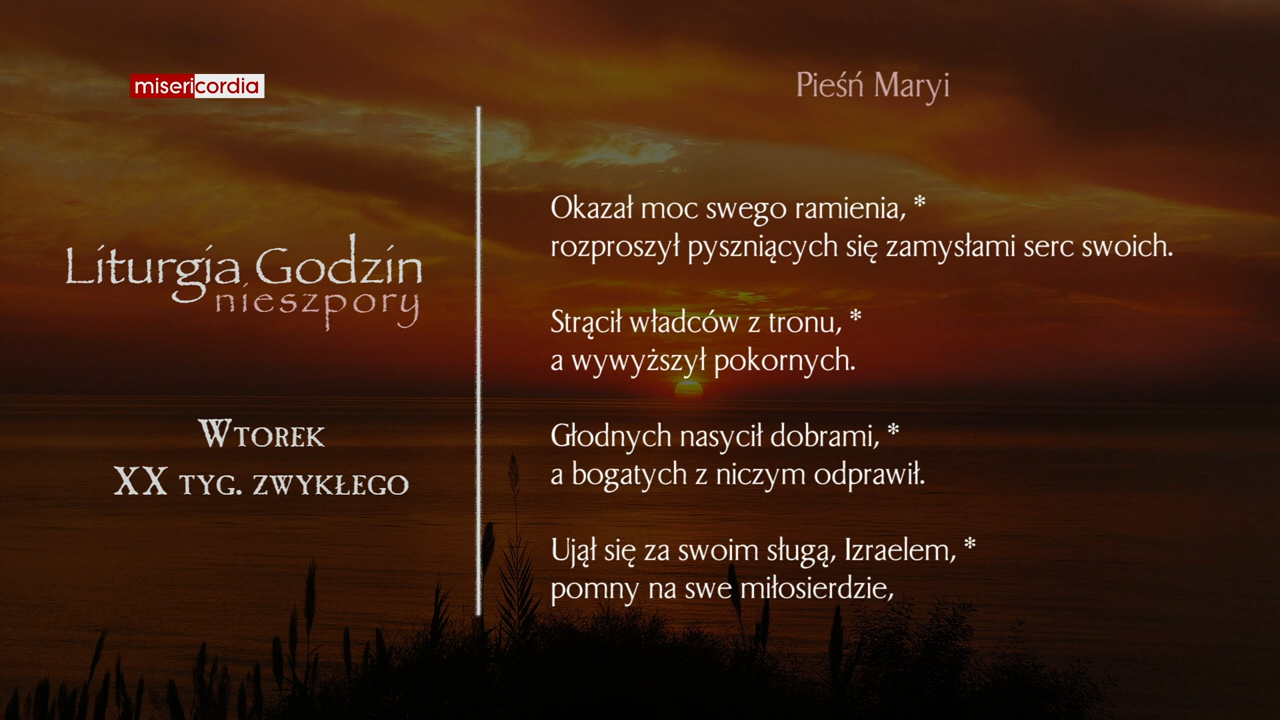 misericordia
Liturgia Godzin
nieszpory
Wtorek
XX tyg. zwykłego
Pieśń Maryi
Okazał moc swego ramienia, *
rozproszył pyszniących się zamysłami serc swoich.
Strącił władców z tronu, *
a wywyższył pokornych.
Głodnych nasycił dobrami, *
a bogatych z niczym odprawił.
Ujął się za swoim sługą, Izraelem, *
pomny na swe miłosierdzie,